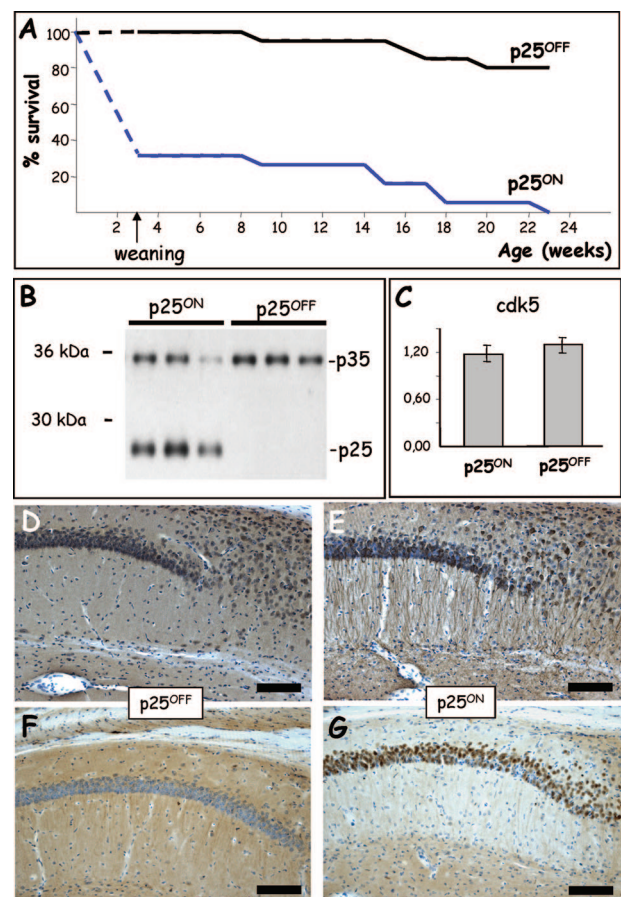 A
% survival
100
80
60
40
20
p25OFF
p25ON
2 4 6 8 10 12 14 16 18 20 22 24
weaning
Age (weeks)
B
p25ON p25OFF
36 kDa - -p35
30 kDa - -p25
C
cdk5
1,20
0,60
0,00
p25ON p25OFF
D
E
p25OFF
p25ON
F
G